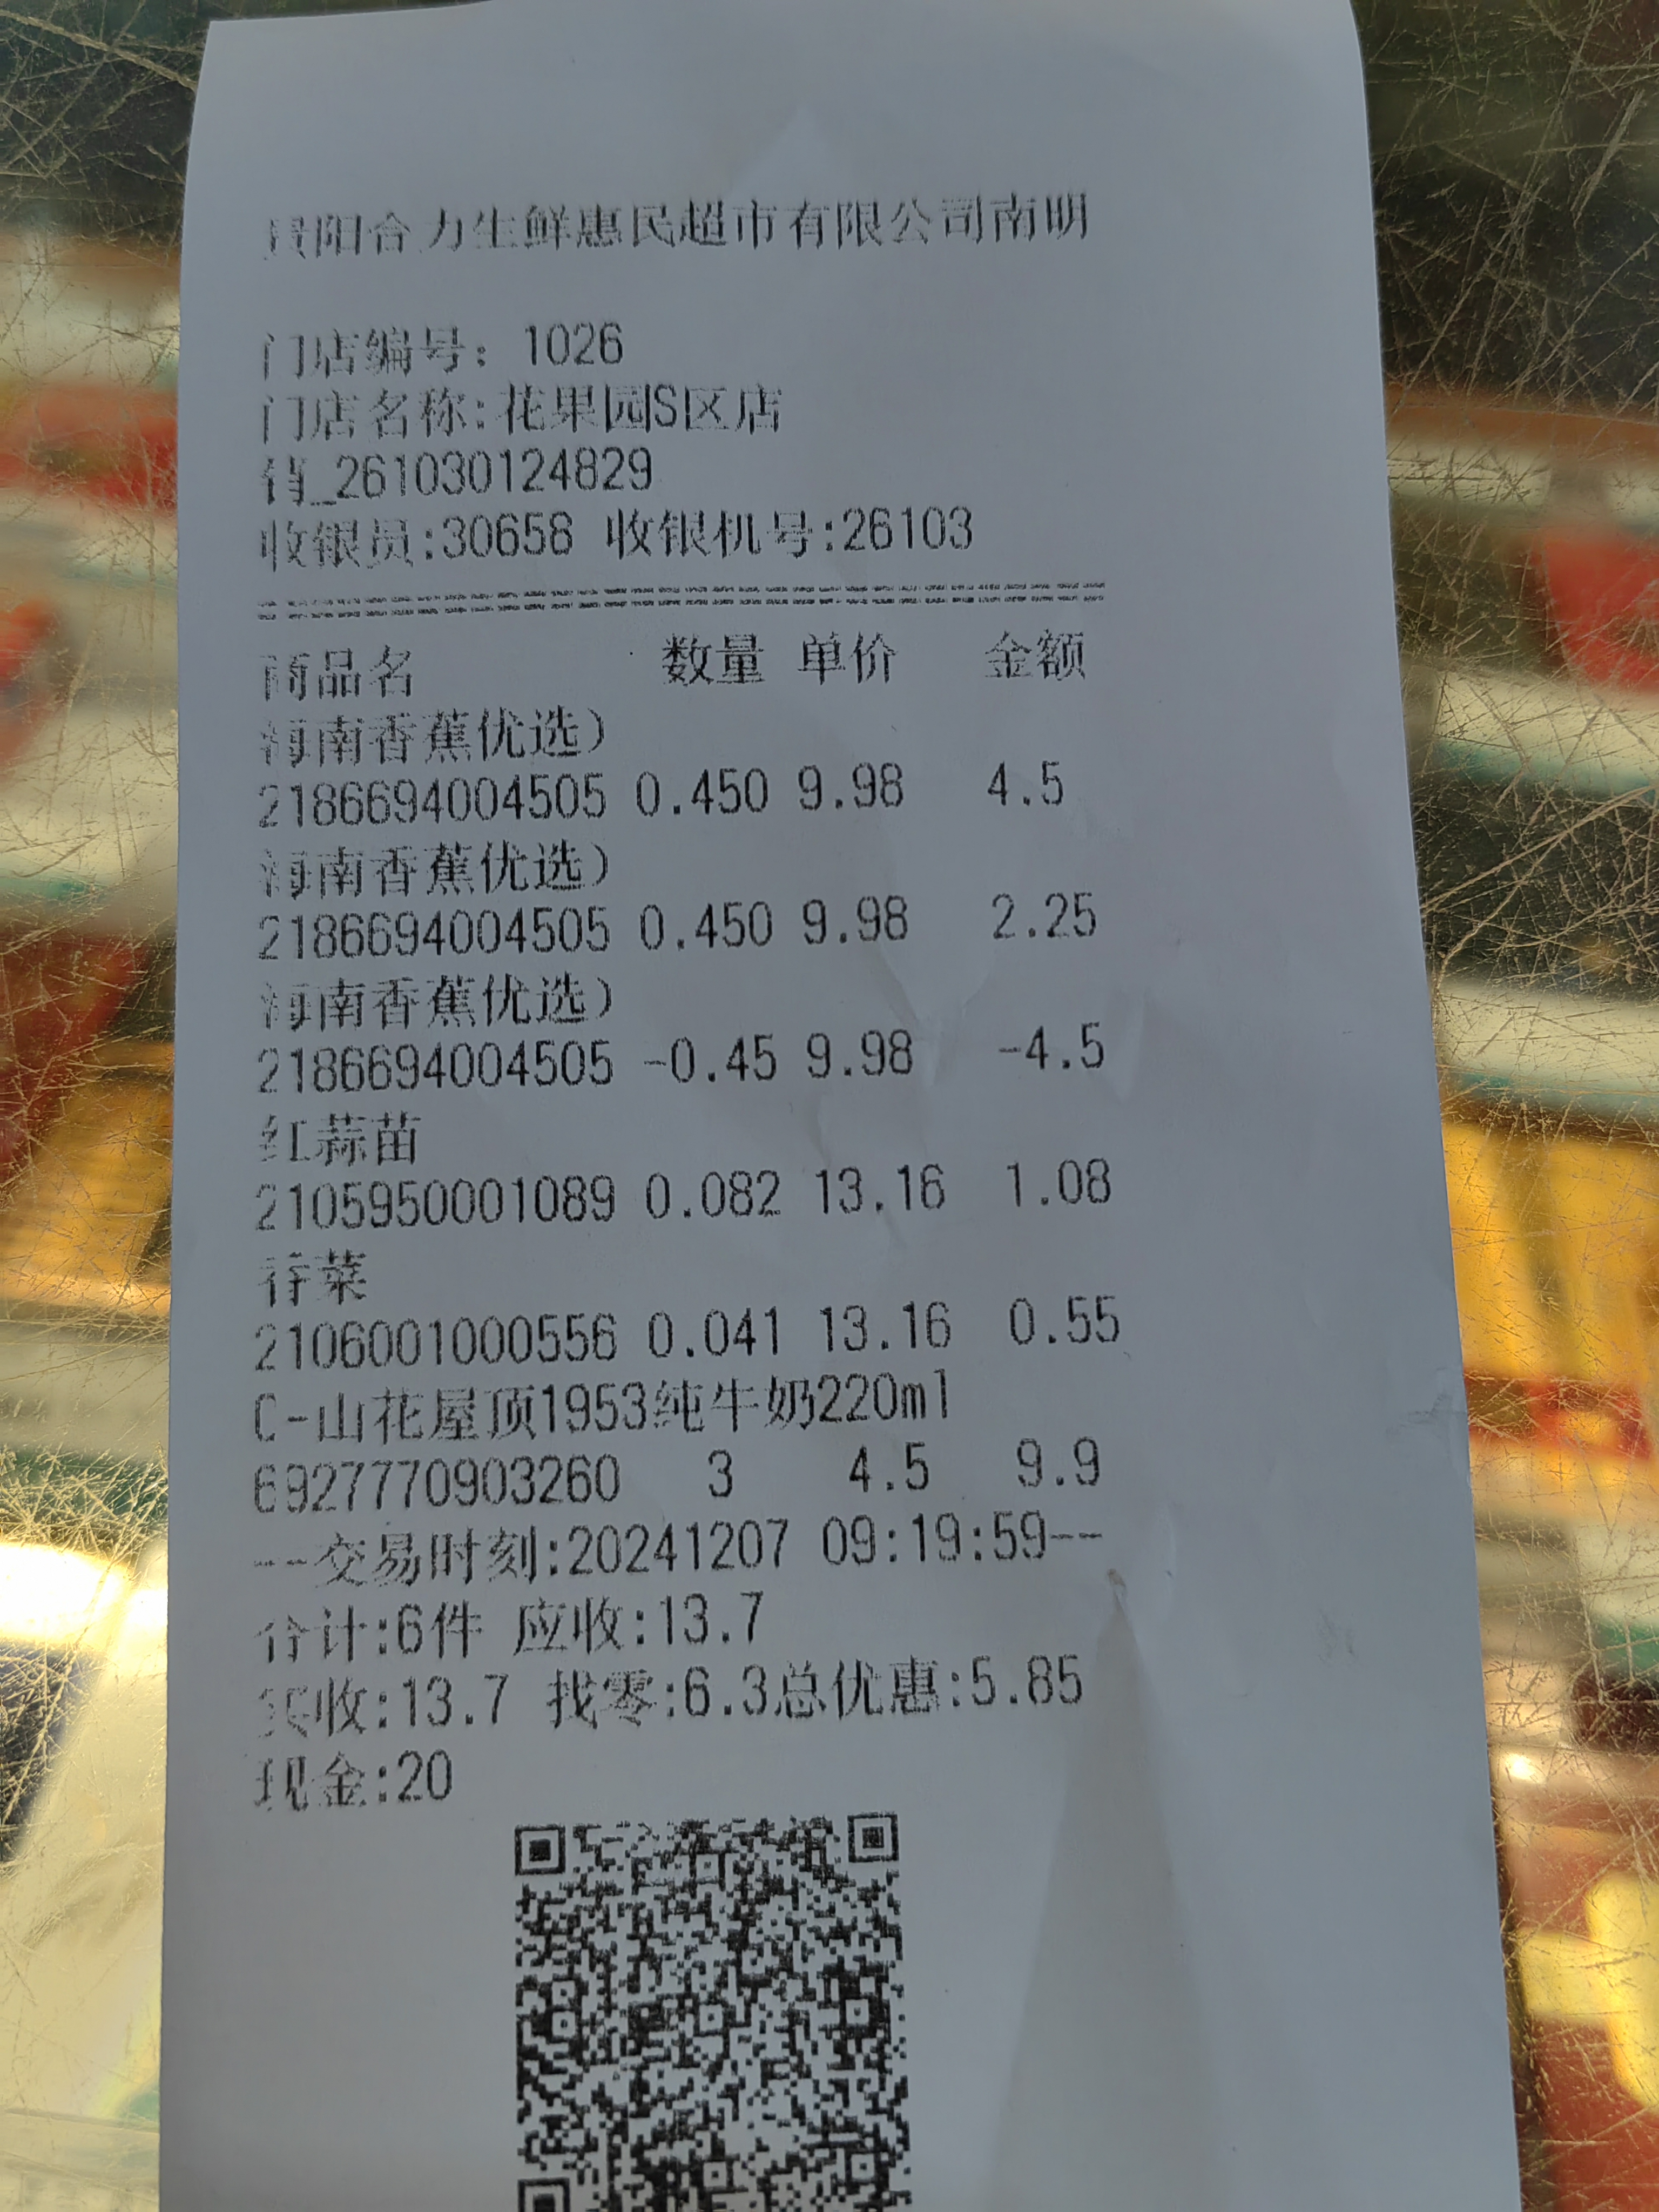 贵阳合力生鲜惠民超市有限公司南明
门店编号: 1026
门店名称:花果园S区店
销_261030124829
收银员:30658 收银机号:26103
商品名 数量 单价 金额
海南香蕉优选)
2186694004505 0.450 9.98 4.5
海南香蕉优选)
2186694004505 0.450 9.98 2.25
海南香蕉优选)
2186694004505 -0.45 9.98 -4.5
红蒜苗
2105950001089 0.082 13.16 1.08
香菜
2106001000556 0.041 13.16 0.55
C-山花屋顶1953纯牛奶220ml
6927770903260 3 4.5 9.9
--交易时刻:20241207 09:19:59--
合计:6件 应收:13.7
实收:13.7 找零:6.3总优惠:5.85
现金:20